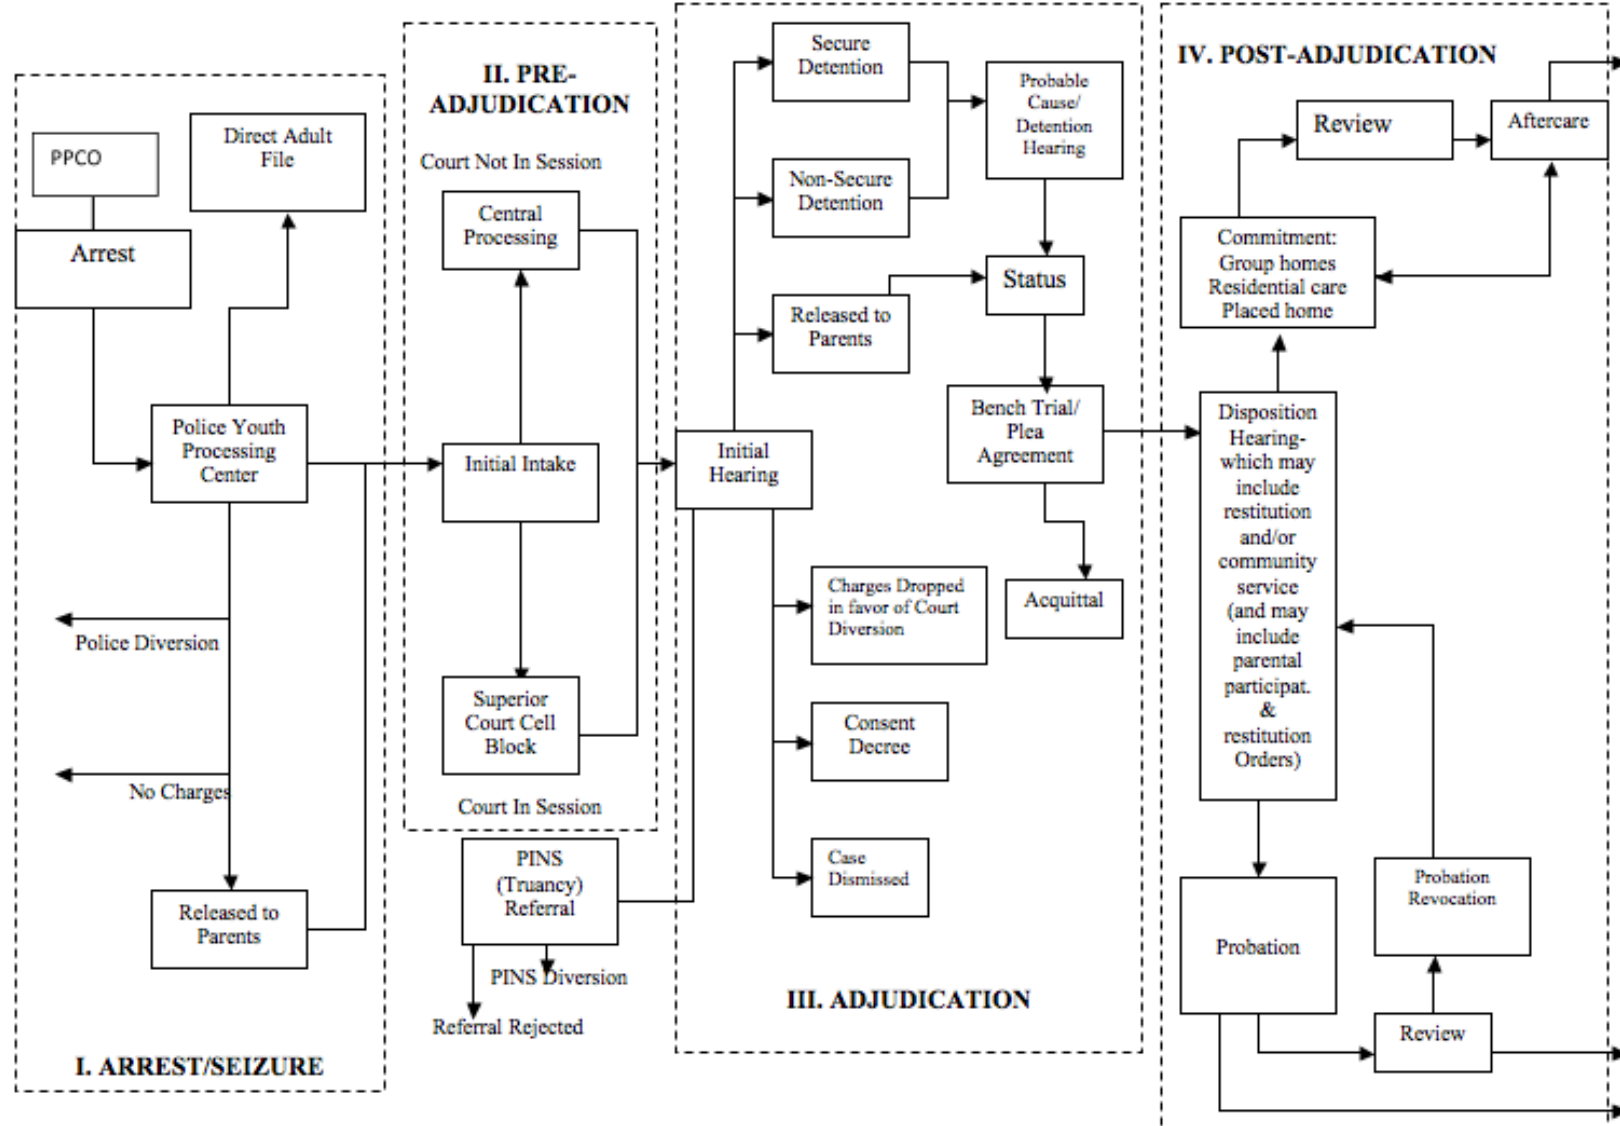 PPCO
Direct Adult
File
Arrest
Police Youth
Processing
Center
Police Diversion
No Charges
Released to
Parents
I. ARREST/SEIZURE
II. PRE-
ADJUDICATION
Court Not In Session
Central
Processing
Initial Intake
Superior
Court Cell
Block
Court In Session
PINS
(Truancy)
Referral
PINS Diversion
Referral Rejected
Secure
Detention
Non-Secure
Detention
Released to
Parents
Probable
Cause/
Detention
Hearing
Status
Bench Trial/
Plea
Agreement
Acquittal
Initial
Hearing
Charges Dropped
in favor of Court
Diversion
Consent
Decree
Case
Dismissed
III. ADJUDICATION
IV. POST-ADJUDICATION
Review
Aftercare
Commitment:
Group homes
Residential care
Placed home
Disposition
Hearing-
which may
include
restitution
and/or
community
service
(and may
include
parental
participat.
&
restitution
Orders)
Probation
Revocation
Probation
Review